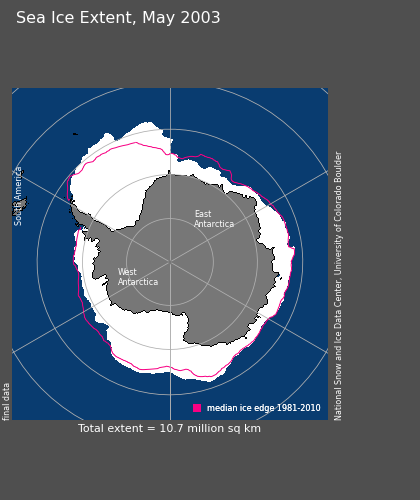 Sea Ice Extent, May 2003
South America
East
Antarctica
West
Antarctica
National Snow and Ice Data Center, University of Colorado Boulder
final data
median ice edge 1981-2010
Total extent = 10.7 million sq km